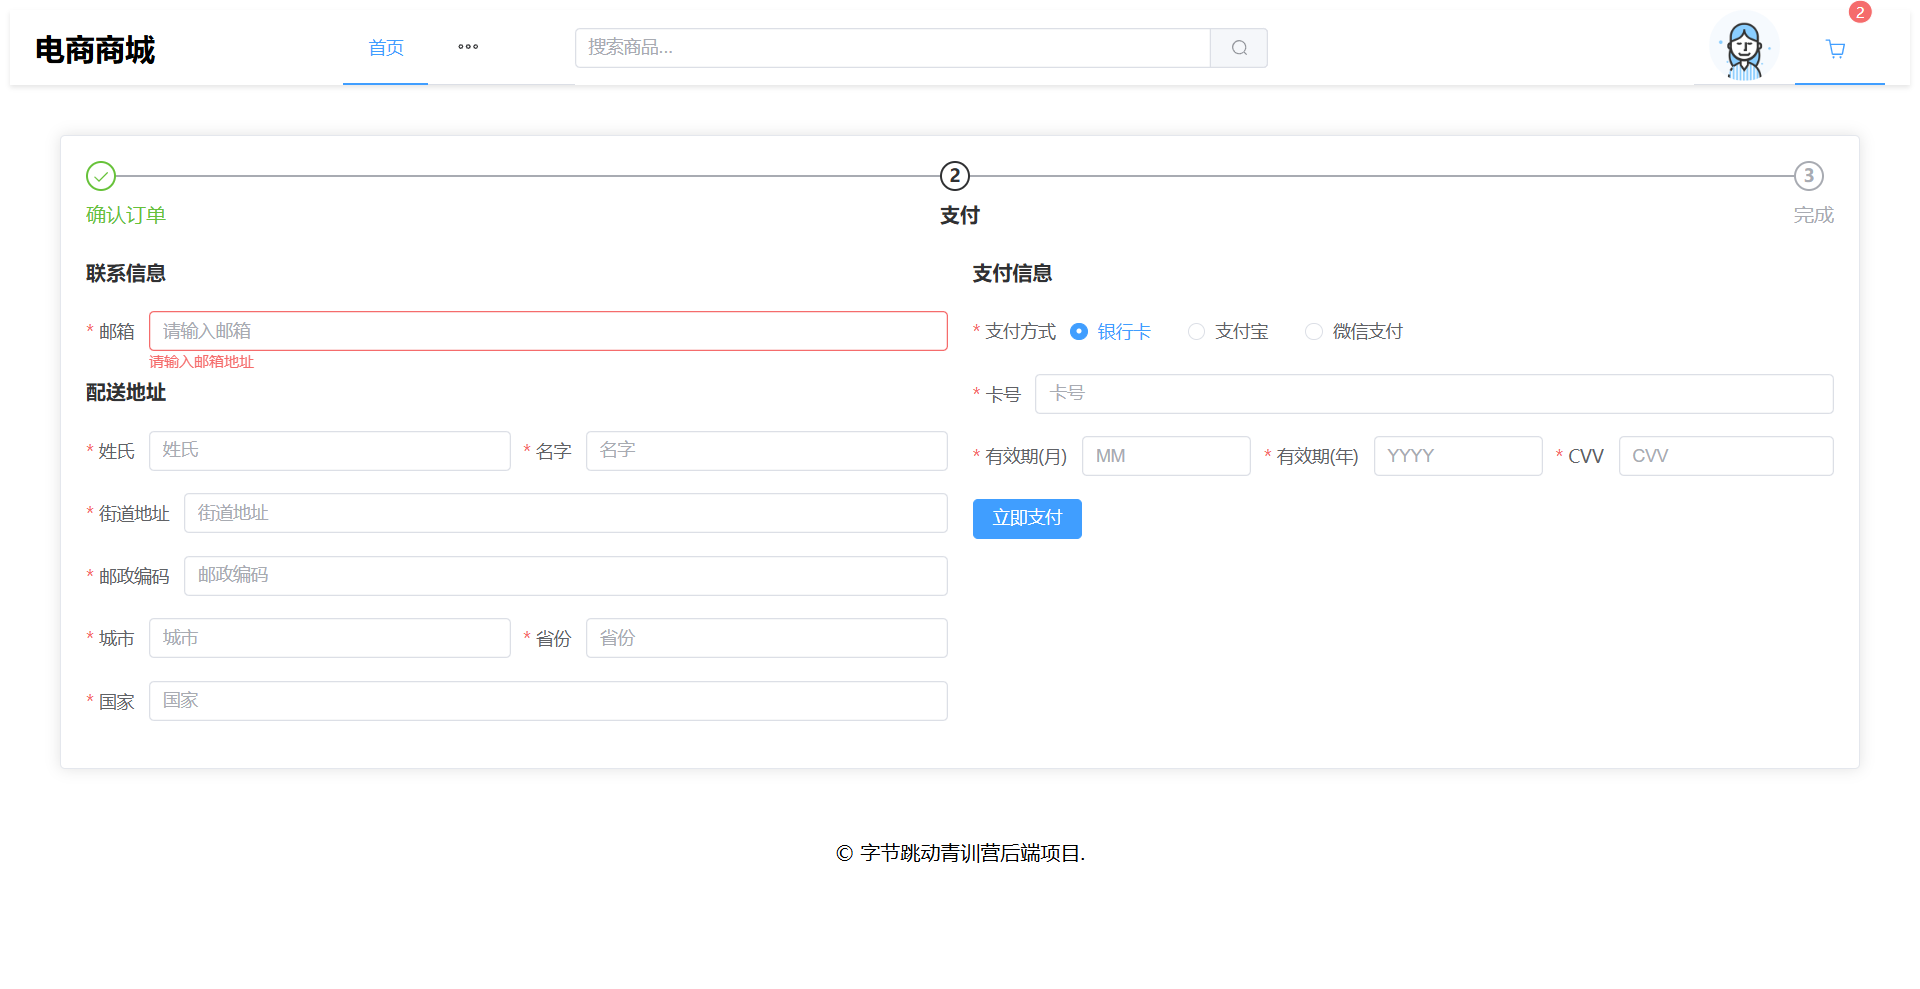 电商商城
首页
搜索商品...
2
确认订单
2
支付
3
完成
联系信息
* 邮箱 请输入邮箱
请输入邮箱地址
配送地址
* 姓氏 姓氏 * 名字 名字
* 街道地址 街道地址
* 邮政编码 邮政编码
* 城市 城市 * 省份 省份
* 国家 国家
支付信息
* 支付方式 银行卡 支付宝 微信支付
* 卡号 卡号
* 有效期(月) MM * 有效期(年) YYYY * CVV CVV
立即支付
© 字节跳动青训营后端项目.